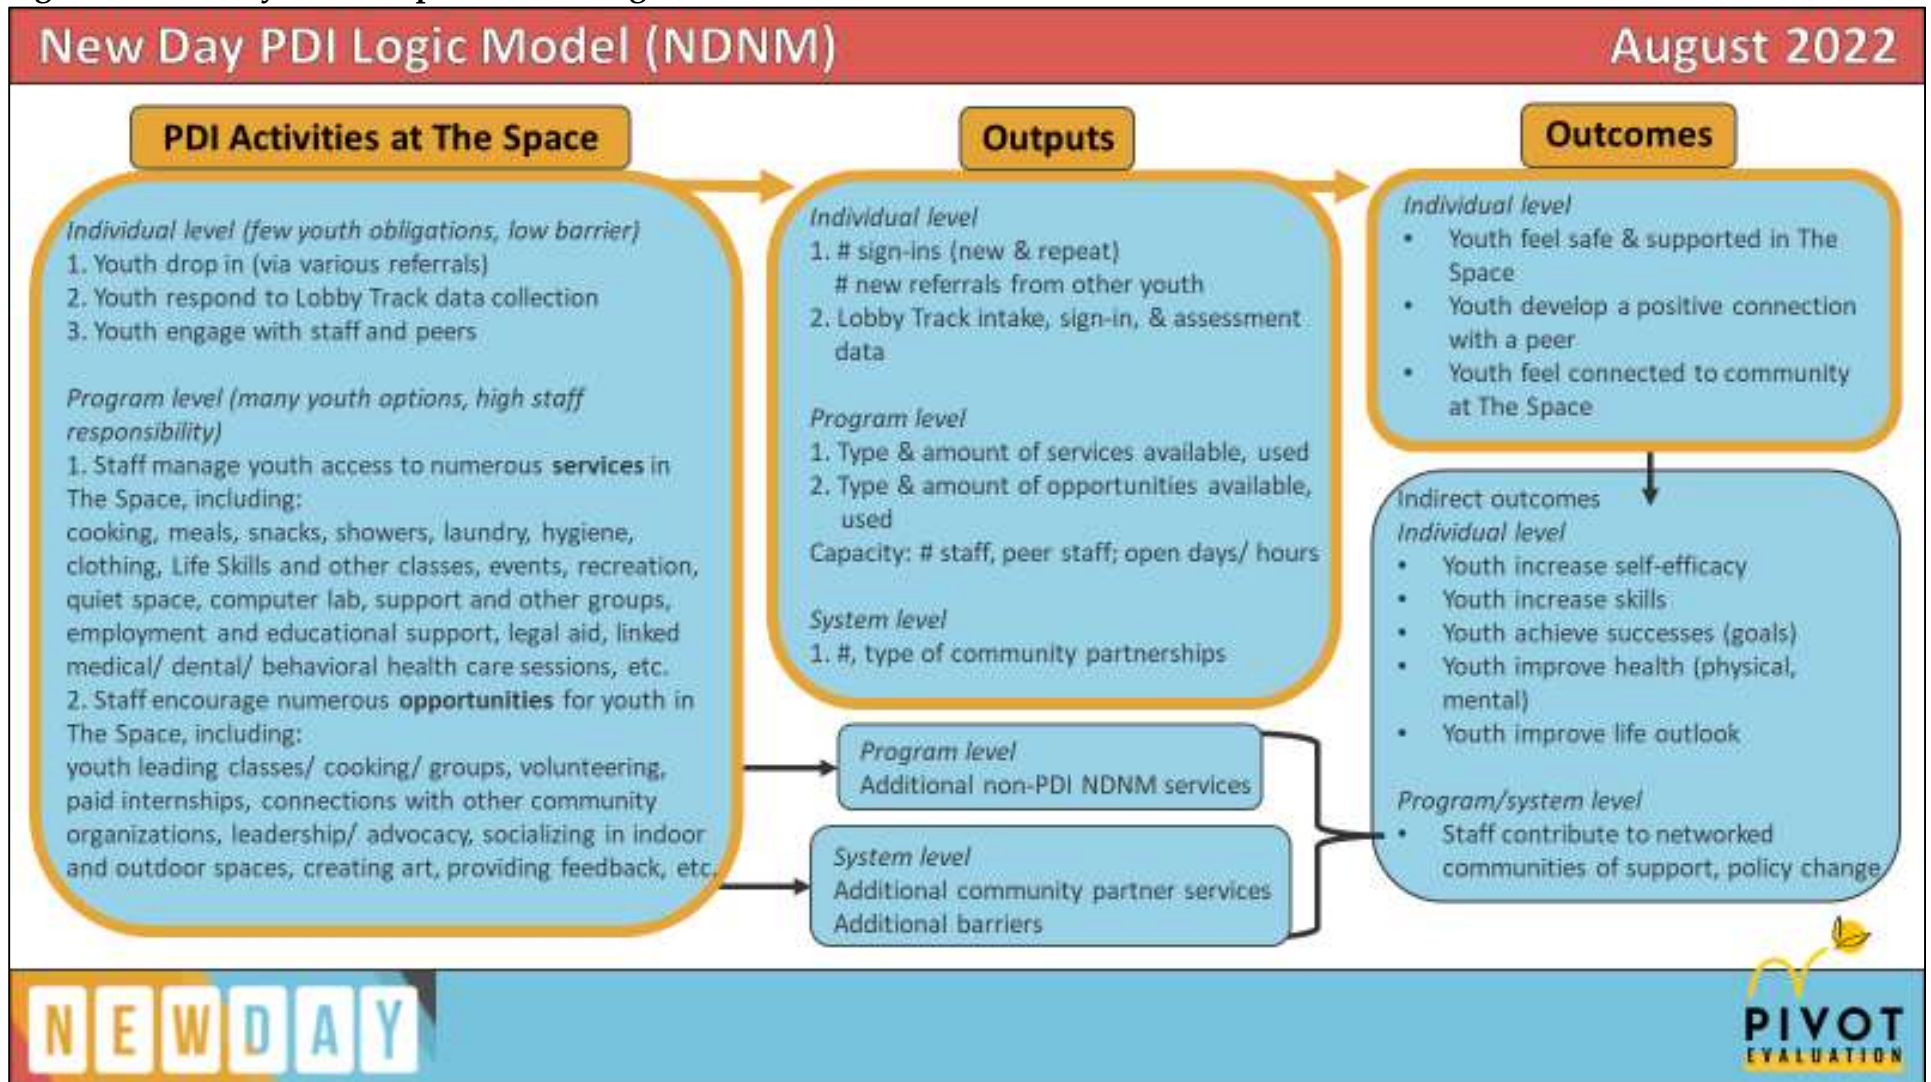 New Day PDI Logic Model (NDNM)
August 2022
PDI Activities at The Space
Individual level (few youth obligations, low barrier)
1. Youth drop in (via various referrals)
2. Youth respond to Lobby Track data collection
3. Youth engage with staff and peers
Program level (many youth options, high staff
responsibility)
1. Staff manage youth access to numerous services in
The Space, including:
cooking, meals, snacks, showers, laundry, hygiene,
clothing, Life Skills and other classes, events, recreation,
quiet space, computer lab, support and other groups,
employment and educational support, legal aid, linked
medical/ dental/ behavioral health care sessions, etc.
2. Staff encourage numerous opportunities for youth in
The Space, including:
youth leading classes/ cooking/ groups, volunteering,
paid internships, connections with other community
organizations, leadership/ advocacy, socializing in indoor
and outdoor spaces, creating art, providing feedback, etc.
Outputs
Individual level
1. # sign-ins (new & repeat)
# new referrals from other youth
2. Lobby Track intake, sign-in, & assessment
data
Program level
1. Type & amount of services available, used
2. Type & amount of opportunities available,
used
Capacity: # staff, peer staff; open days/ hours
System level
1. #, type of community partnerships
Program level
Additional non-PDI NDNM services
System level
Additional community partner services
Additional barriers
Outcomes
Individual level
• Youth feel safe & supported in The
Space
• Youth develop a positive connection
with a peer
• Youth feel connected to community
at The Space
Indirect outcomes
Individual level
• Youth increase self-efficacy
• Youth increase skills
• Youth achieve successes (goals)
• Youth improve health (physical,
mental)
• Youth improve life outlook
Program/system level
• Staff contribute to networked
communities of support, policy change
NEW DAY
PIVOT
EVALUATION